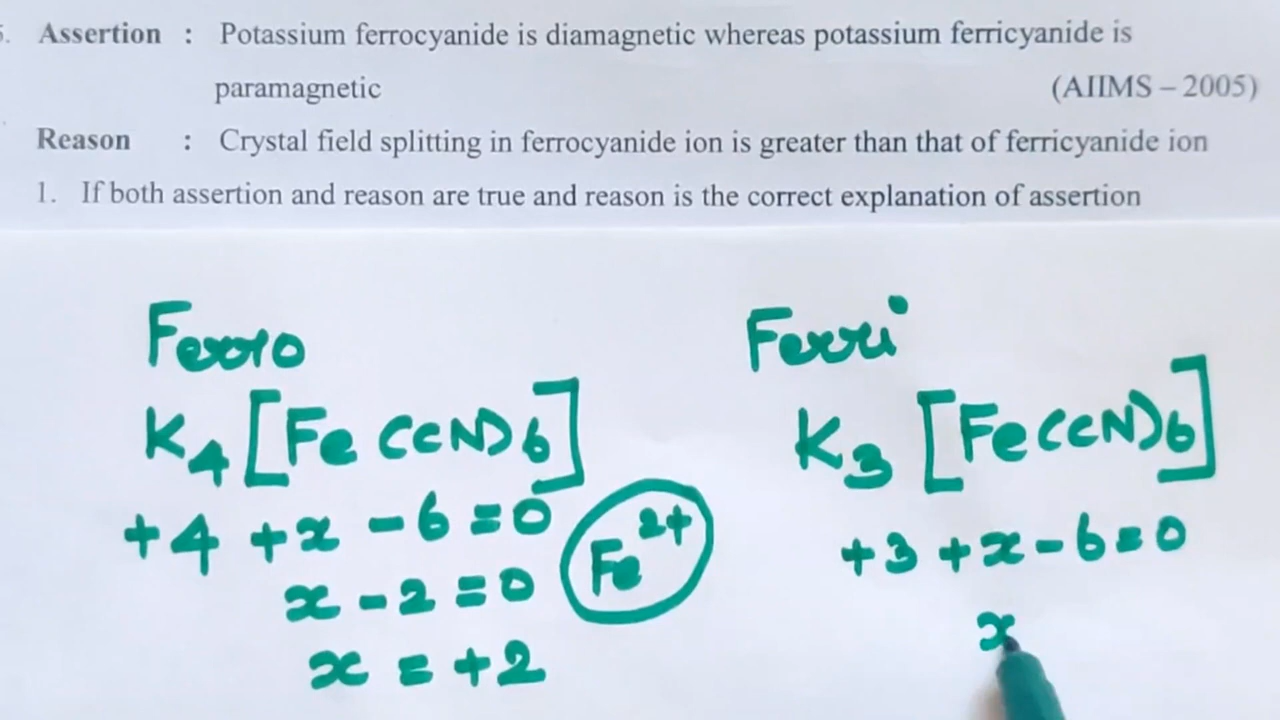 5. Assertion : Potassium ferrocyanide is diamagnetic whereas potassium ferricyanide is
paramagnetic (AIIMS – 2005)
Reason : Crystal field splitting in ferrocyanide ion is greater than that of ferricyanide ion
1. If both assertion and reason are true and reason is the correct explanation of assertion
Ferro
K4[Fe(CN)6]
+4 +x -6=0
x-2=0
x=+2
Fe2+
Ferri
K3[Fe(CN)6]
+3+x-6=0
x